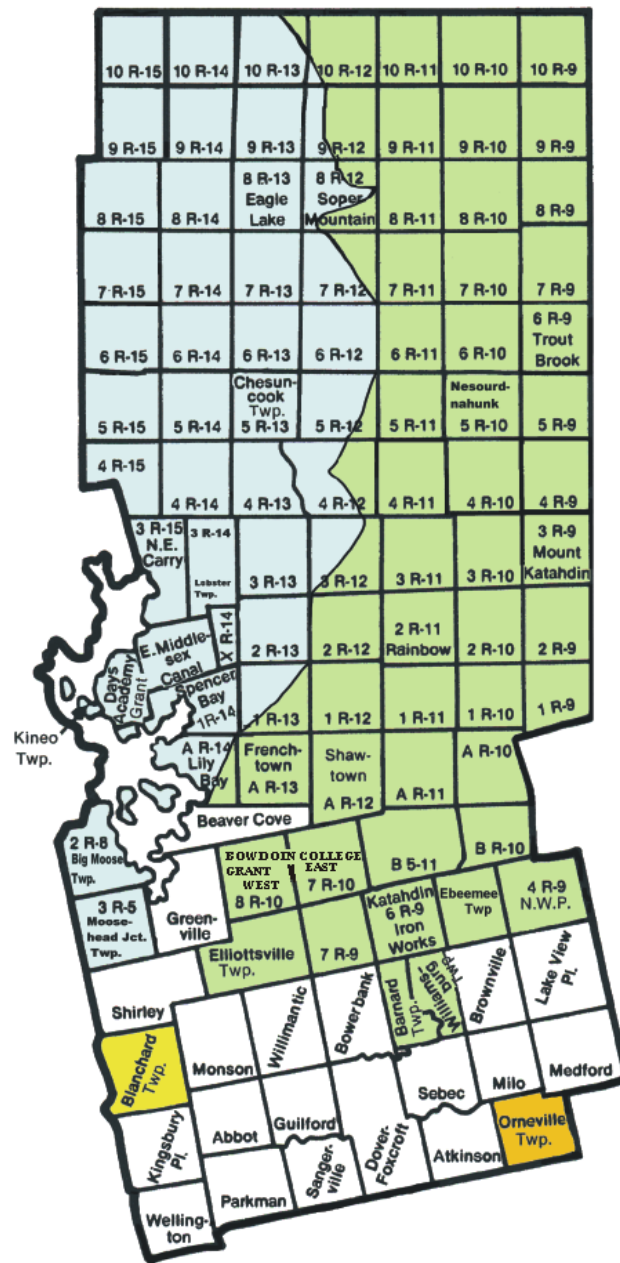 10 R-15 10 R-14 10 R-13 10 R-12 10 R-11 10 R-10 10 R-9
9 R-15 9 R-14 9 R-13 9 R-12 9 R-11 9 R-10 9 R-9
8 R-13 8 R-12
Eagle Soper
8 R-15 8 R-14 Lake Mountain 8 R-11 8 R-10 8 R-9
7 R-15 7 R-14 7 R-13 7 R-12 7 R-11 7 R-10 7 R-9
6 R-9
Trout
6 R-15 6 R-14 6 R-13 6 R-12 6 R-11 6 R-10 Brook
Chesun-
cook
Twp.
Nesourd-
nahunk
5 R-15 5 R-14 5 R-13 5 R-12 5 R-11 5 R-10 5 R-9
4 R-15
4 R-14 4 R-13 4 R-12 4 R-11 4 R-10 4 R-9
3 R-15
N.E.
Carry
3 R-14
Lobster
Twp.
3 R-9
Mount
Katahdin
3 R-13 3 R-12 3 R-11 3 R-10
X R-14
E. Middle-
sex
Canal
2 R-11
Rainbow
2 R-13 2 R-12 2 R-10 2 R-9
Days
Academy
Grant
Spencer
Bay
1R-14
1 R-13 1 R-12 1 R-11 1 R-10 1 R-9
Kineo
Twp.
A R-14
Lily
Bay
French-
town
A R-13
Shaw-
town
A R-12
A R-11
A R-10
Beaver Cove
2 R-8
Big Moose
Twp.
BOWDOIN COLLEGE
GRANT EAST
WEST 7 R-10
8 R-10
B 5-11
B R-10
3 R-5
Moose-
head Jct.
Twp.
Green-
ville
Katahdin
6 R-9
Iron
Works
Ebeemee
Twp
4 R-9
N.W.P.
Elliottsville
Twp.
7 R-9
Barnard
Twp.
Williams-
burg
Twp.
Brownville
Lake View
Pl.
Shirley
Willimantic
Bowerbank
Blanchard
Twp.
Monson
Sebec
Milo
Medford
Kingsbury
Pl.
Abbot
Guilford
Dover-
Foxcroft
Atkinson
Orneville
Twp.
Welling-
ton
Parkman
Sanger-
ville